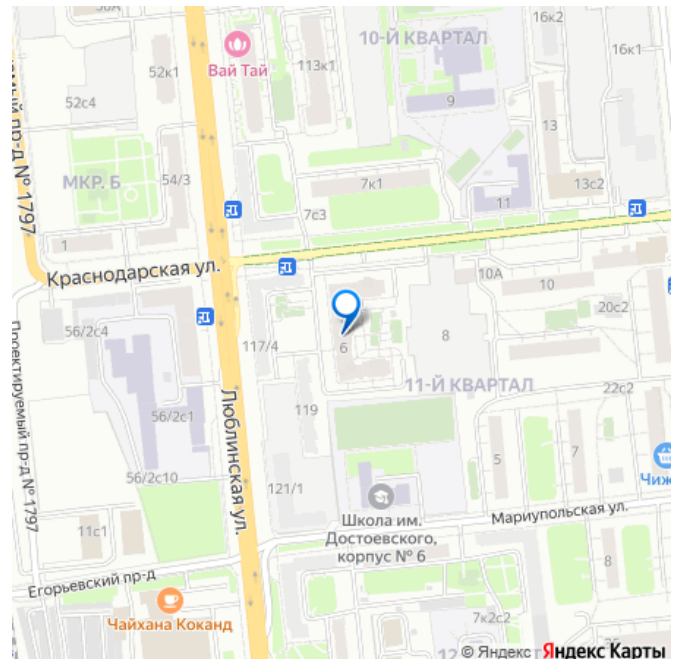 16к2
10-Й КВАРТАЛ
113к1
16к1
Вай Тай
52к1
52с4
9
13
МКР. Б
54/3
7к1
13с2
11
7с3
1
Краснодарская ул.
10А
10
20с2
56/2с4
117/4
6
8
11-Й КВАРТАЛ
22с2
119
56/2с1
Люблинская ул.
Проектируемый пр-д № 1797
5
7
56/2с10
121/1
Школа им.
Достоевского,
корпус № 6
Мариупольская ул.
11с1
8
Егорьевский пр-д
Чайхана Коканд
7к2с2
12
© Яндекс Яндекс Карты